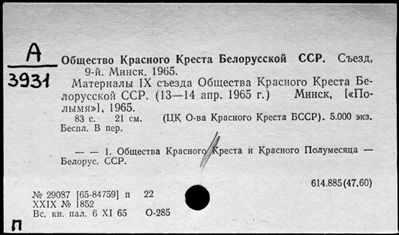 А
3931
Общество Красного Креста Белорусской ССР. Съезд,
9-й. Минск, 1965.
Материалы IX съезда Общества Красного Креста Бе-
лорусской ССР. (13—14 апр. 1965 г.) Минск, [«По-
лымя»], 1965.
83 с. 21 см. (ЦК О-ва Красного Креста БССР). 5.000 экз.
Беспл. В пер.
— — 1. Общества Красного Креста и Красного Полумесяца —
Белорус. ССР.
614.885(47.60)
№ 29087 [65-84759] п 22
XXIX № 1852
Вс. кн. пал. 6 XI 65 О-285
П